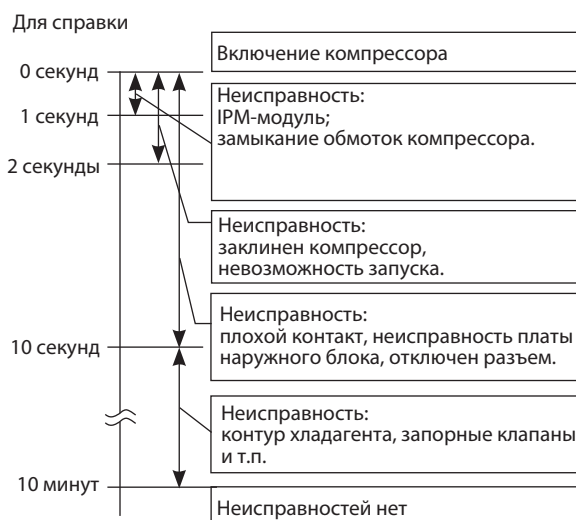 Для справки
Включение компрессора
0 секунд
Неисправность:
IPM-модуль;
замыкание обмоток компрессора.
1 секунд
2 секунды
Неисправность:
заклинен компрессор,
невозможность запуска.
Неисправность:
плохой контакт, неисправность платы
наружного блока, отключен разъем.
10 секунд
Неисправность:
контур хладагента, запорные клапаны
и т.п.
10 минут
Неисправностей нет